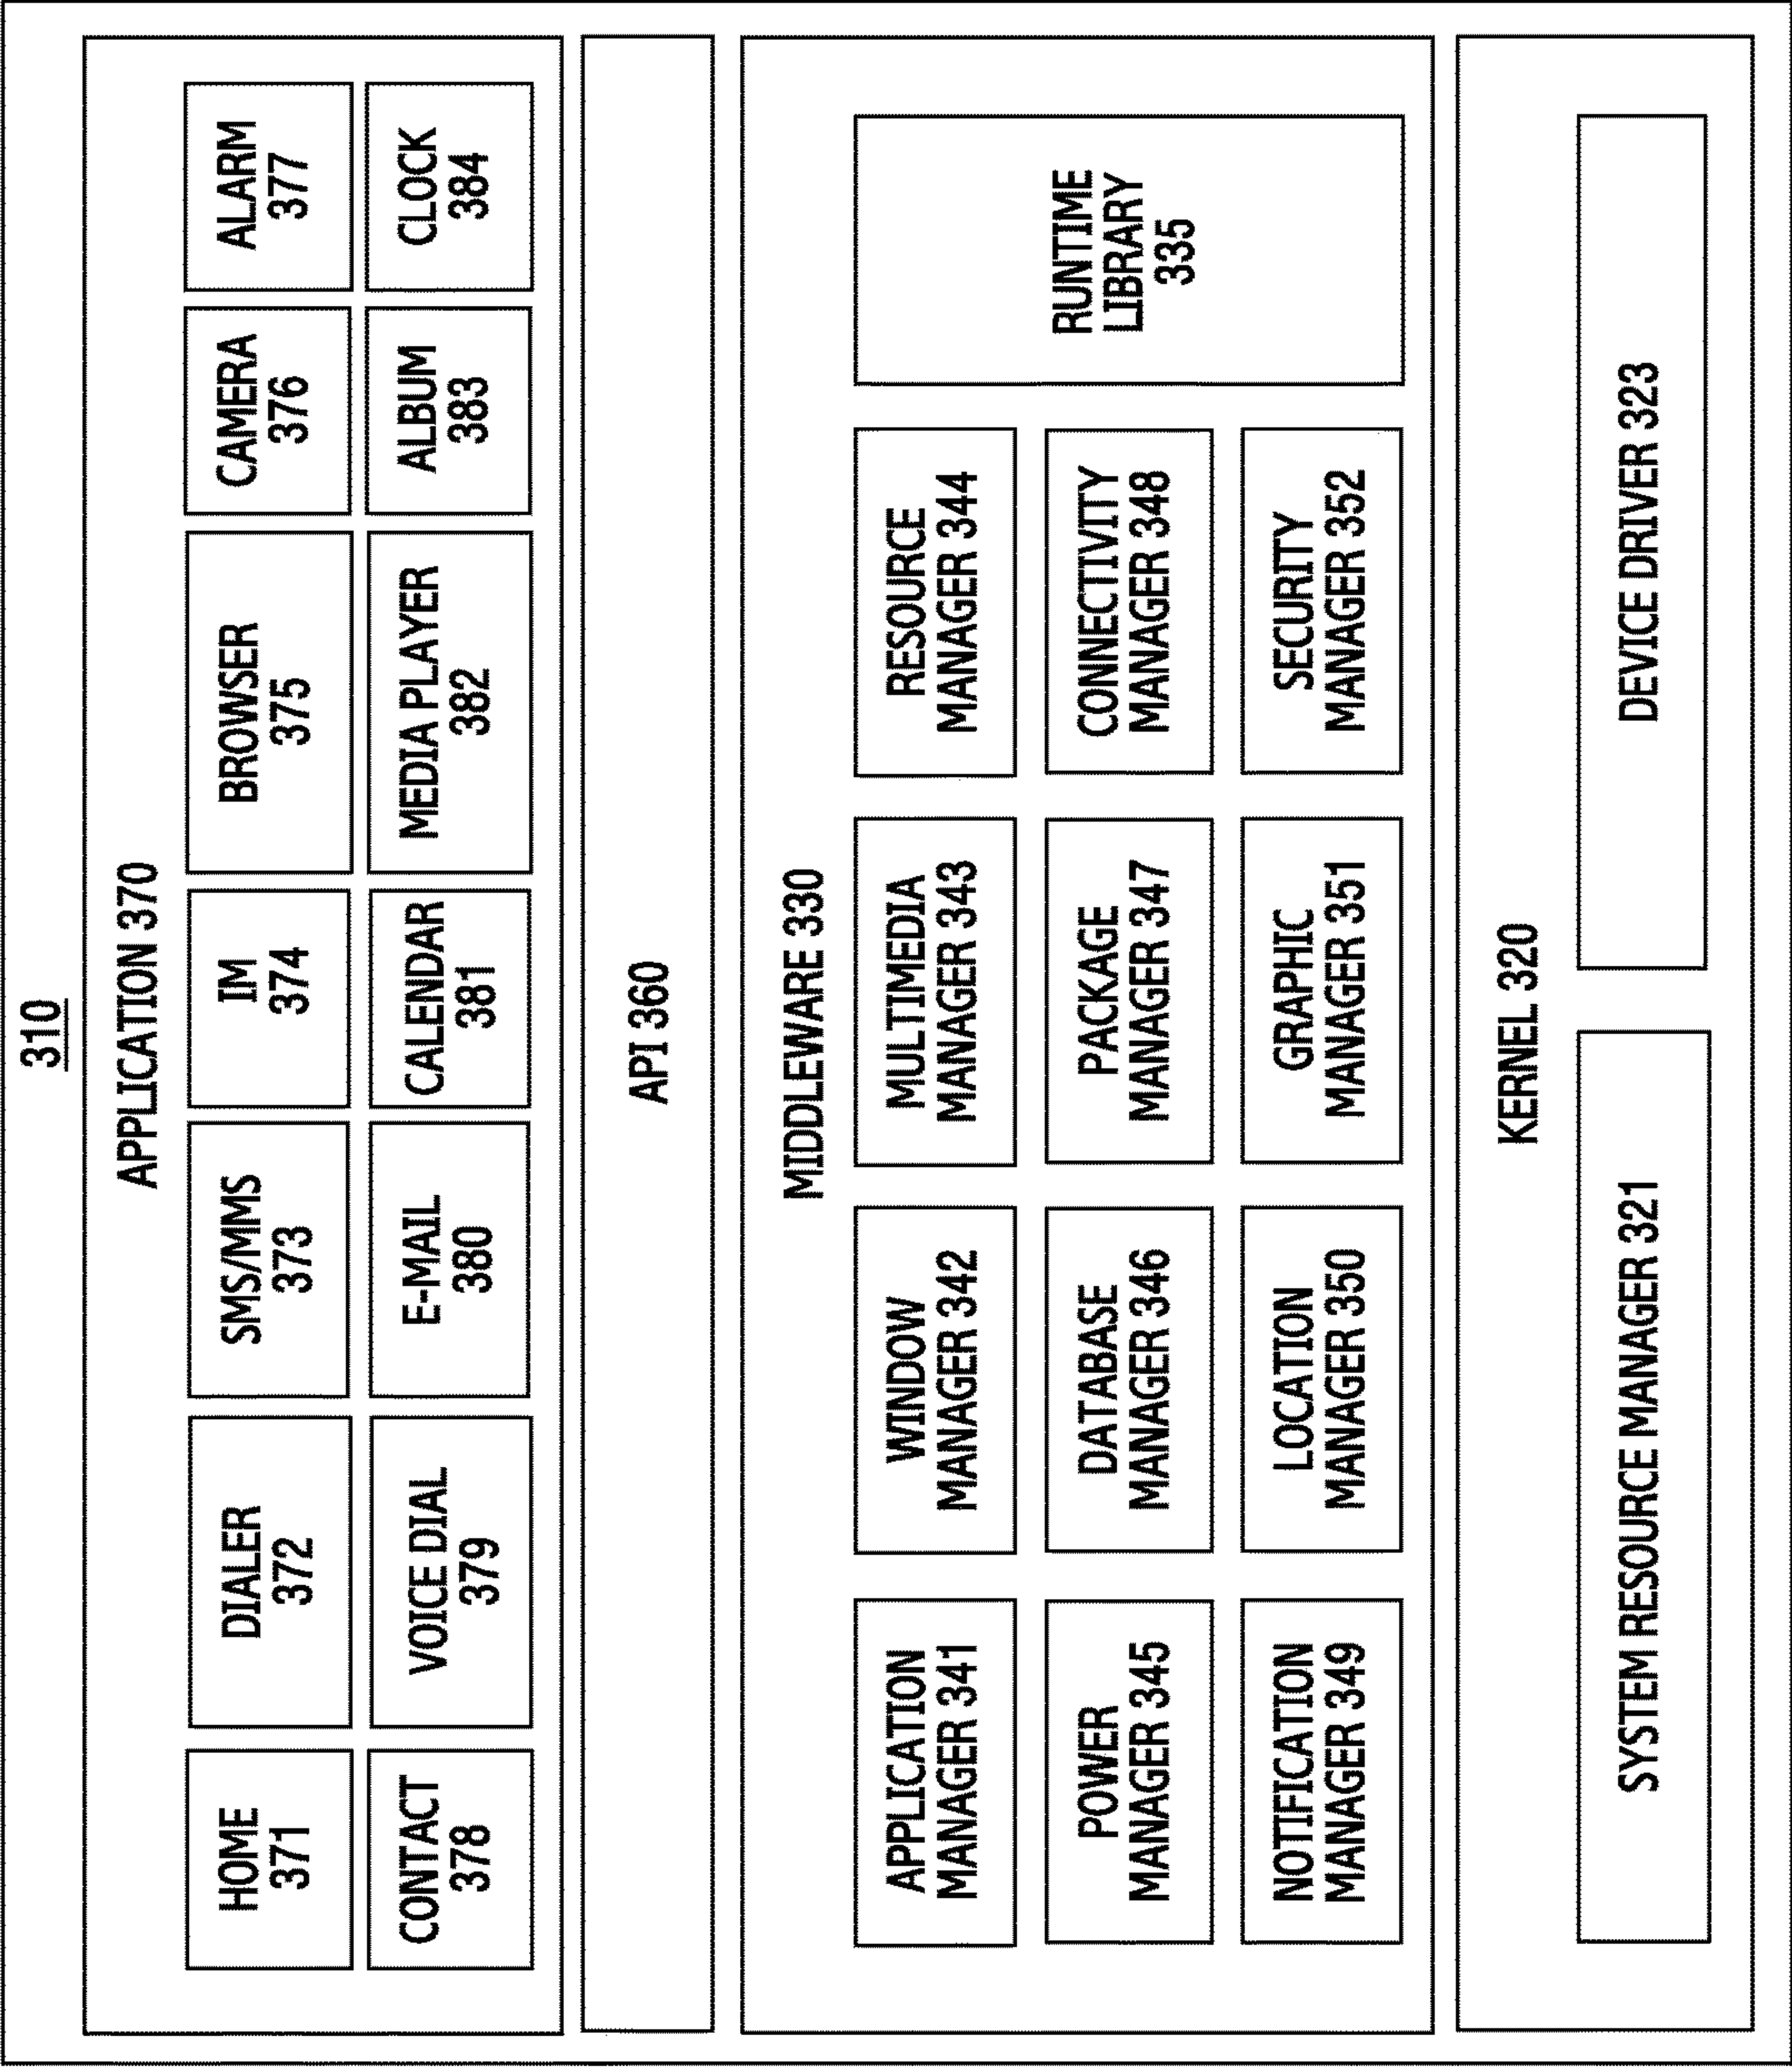 310
APPLICATION 370
HOME
371
DIALER
372
SMS/MMS
373
IM
374
BROWSER
375
CAMERA
376
ALARM
377
CONTACT
378
VOICE DIAL
379
E-MAIL
380
CALENDAR
381
MEDIA PLAYER
382
ALBUM
383
CLOCK
384
API 360
MIDDLEWARE 330
APPLICATION
MANAGER 341
WINDOW
MANAGER 342
MULTIMEDIA
MANAGER 343
RESOURCE
MANAGER 344
POWER
MANAGER 345
DATABASE
MANAGER 346
PACKAGE
MANAGER 347
CONNECTIVITY
MANAGER 348
NOTIFICATION
MANAGER 349
LOCATION
MANAGER 350
GRAPHIC
MANAGER 351
SECURITY
MANAGER 352
RUNTIME
LIBRARY
335
KERNEL 320
SYSTEM RESOURCE MANAGER 321
DEVICE DRIVER 323